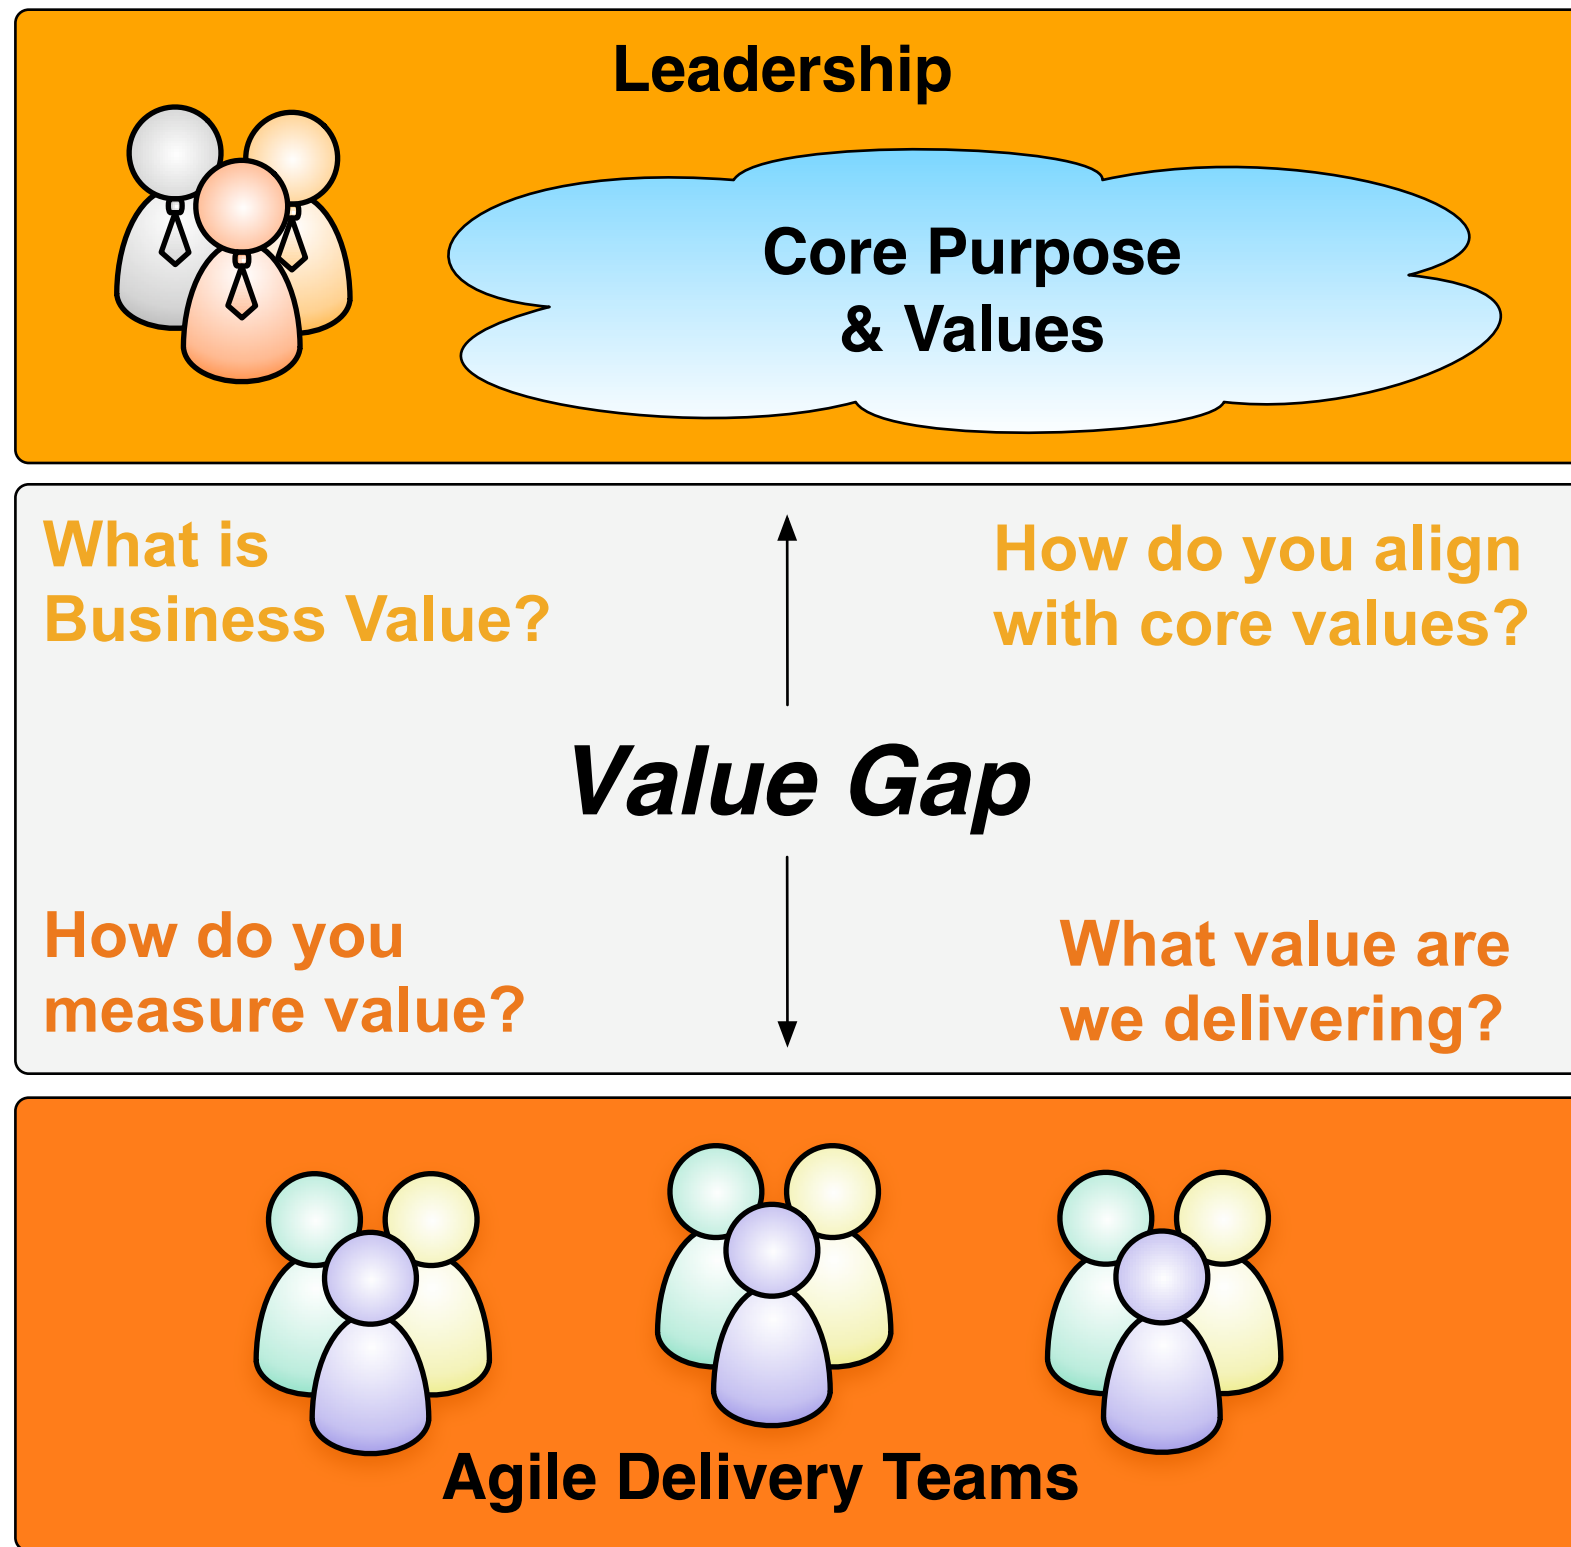 Leadership
Core Purpose
& Values
What is
Business Value?
How do you align
with core values?
Value Gap
How do you
measure value?
What value are
we delivering?
Agile Delivery Teams